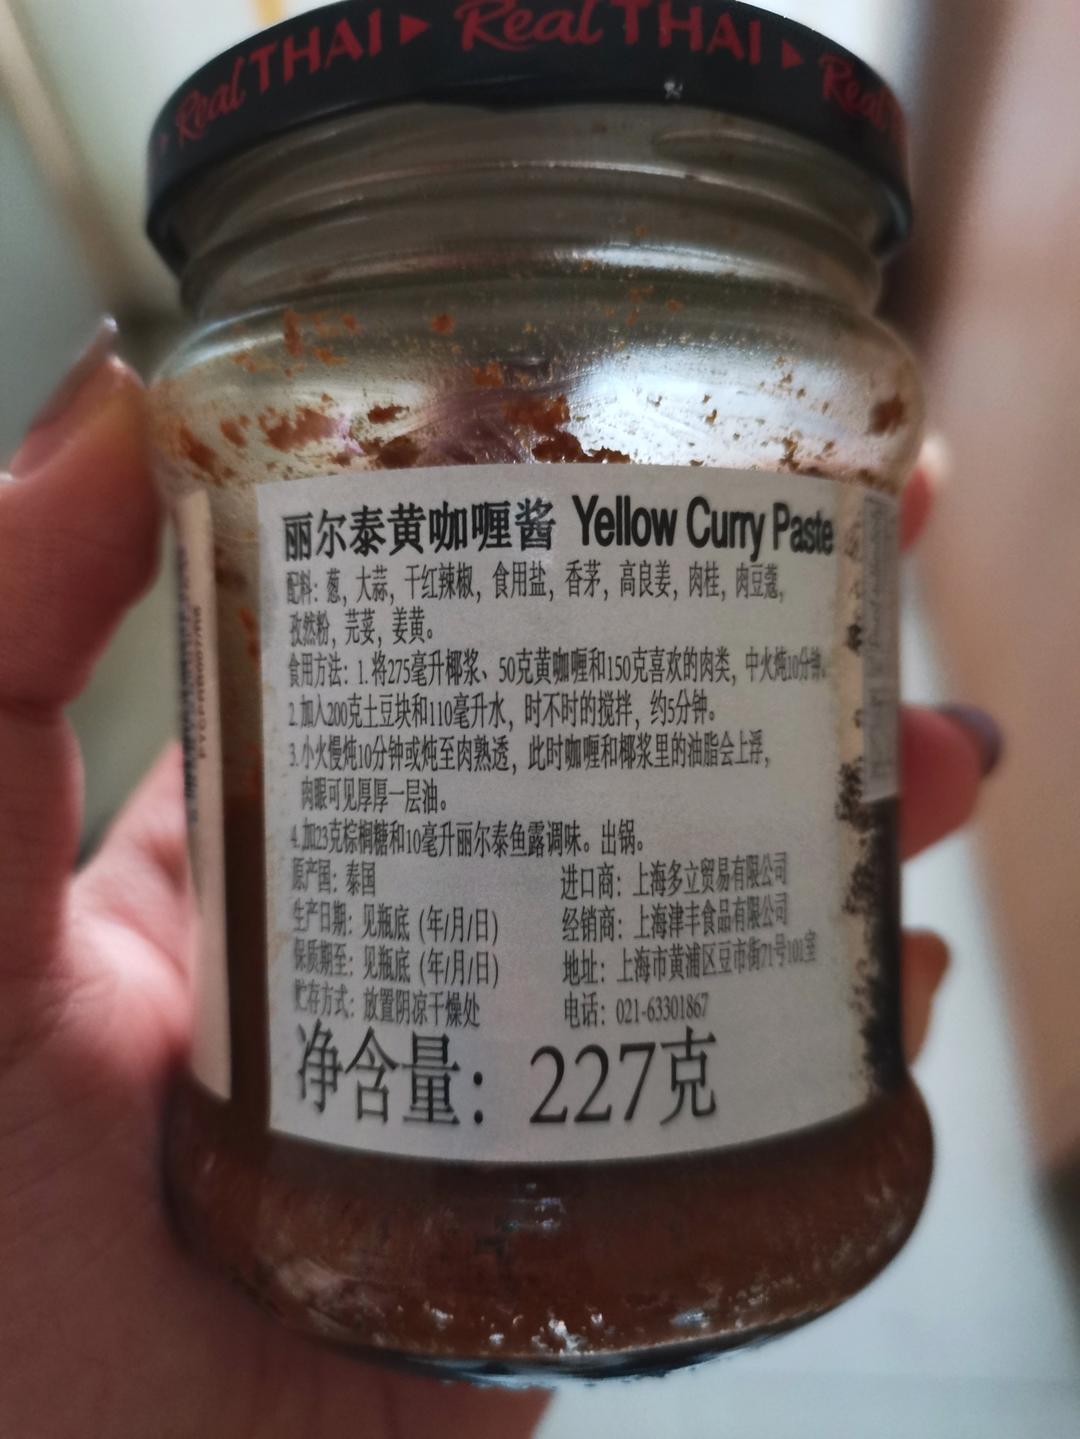 Real THAI ▶ Real THAI ▶ Real
丽尔泰黄咖喱酱 Yellow Curry Paste
配料：葱，大蒜，干红辣椒，食用盐，香茅，高良姜，肉桂，肉豆蔻，
孜然粉，芫荽，姜黄。
食用方法：1.将275毫升椰浆、50克黄咖喱和150克喜欢的肉类，中火炖10分钟。
2.加入200克土豆块和110毫升水，时不时的搅拌，约5分钟。
3.小火慢炖10分钟或炖至肉熟透，此时咖喱和椰浆里的油脂会上浮，
肉眼可见厚厚一层油。
4.加23克棕榈糖和10毫升丽尔泰鱼露调味。出锅。
原产国：泰国 进口商：上海多立贸易有限公司
生产日期：见瓶底（年/月/日） 经销商：上海津丰食品有限公司
保质期至：见瓶底（年/月/日） 地址：上海市黄浦区豆市街71号101室
贮存方式：放置阴凉干燥处 电话：021-63301867
净含量：227克